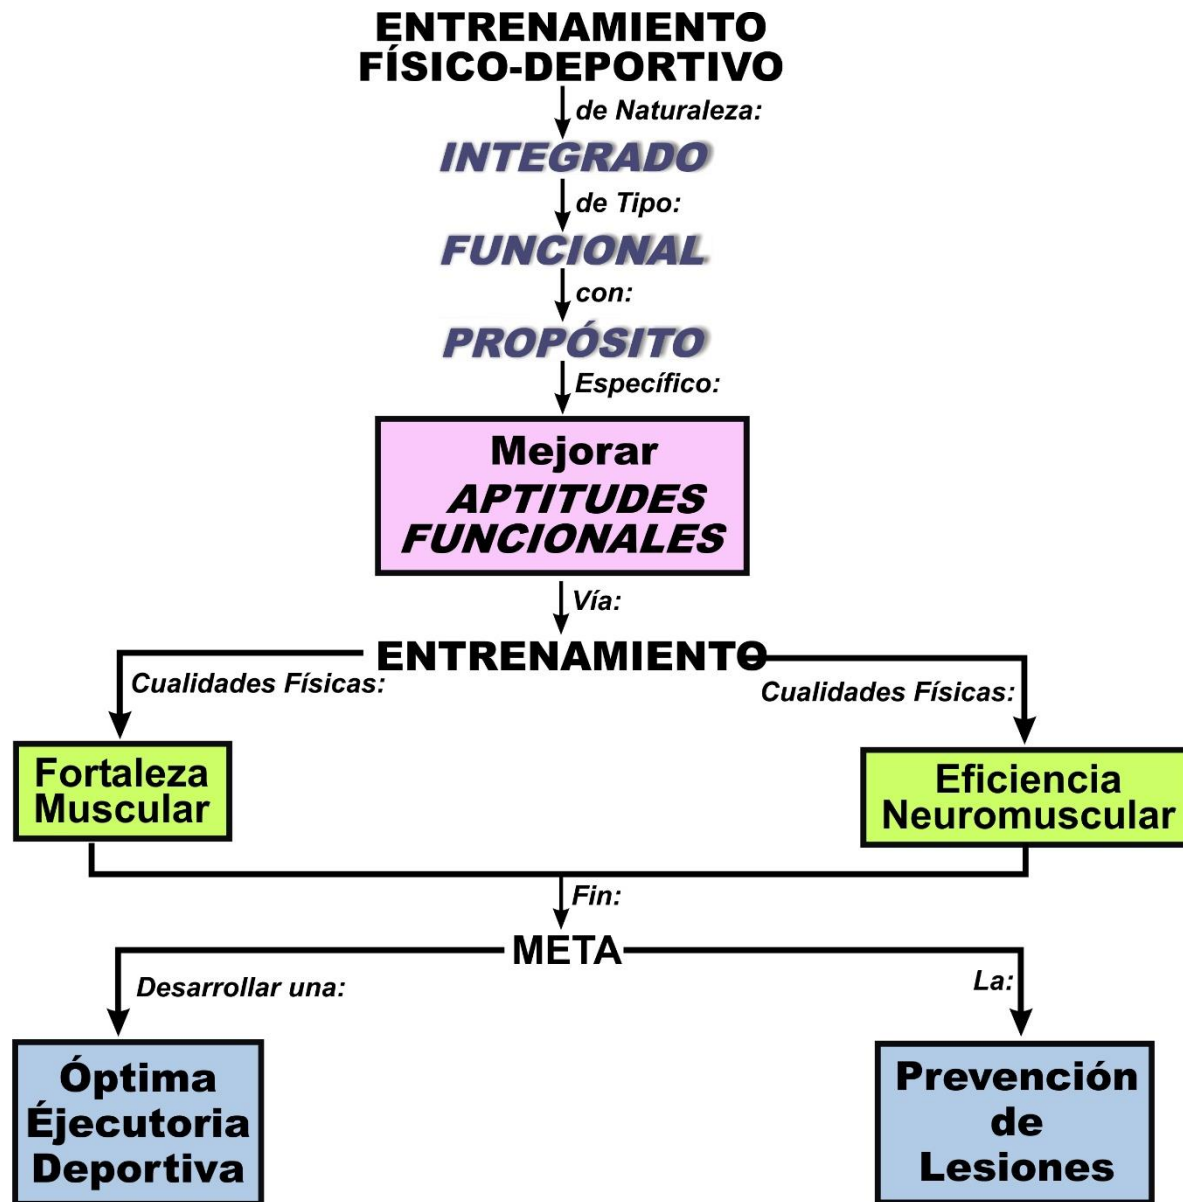 ENTRENAMIENTO
FÍSICO-DEPORTIVO
de Naturaleza:
INTEGRADO
de Tipo:
FUNCIONAL
con:
PROPÓSITO
Específico:
Mejorar
APTITUDES
FUNCIONALES
Vía:
ENTRENAMIENTO
Cualidades Físicas:
Cualidades Físicas:
Fortaleza
Muscular
Eficiencia
Neuromuscular
Fin:
META
Desarrollar una:
La:
Óptima
Éjecutoria
Deportiva
Prevención
de
Lesiones